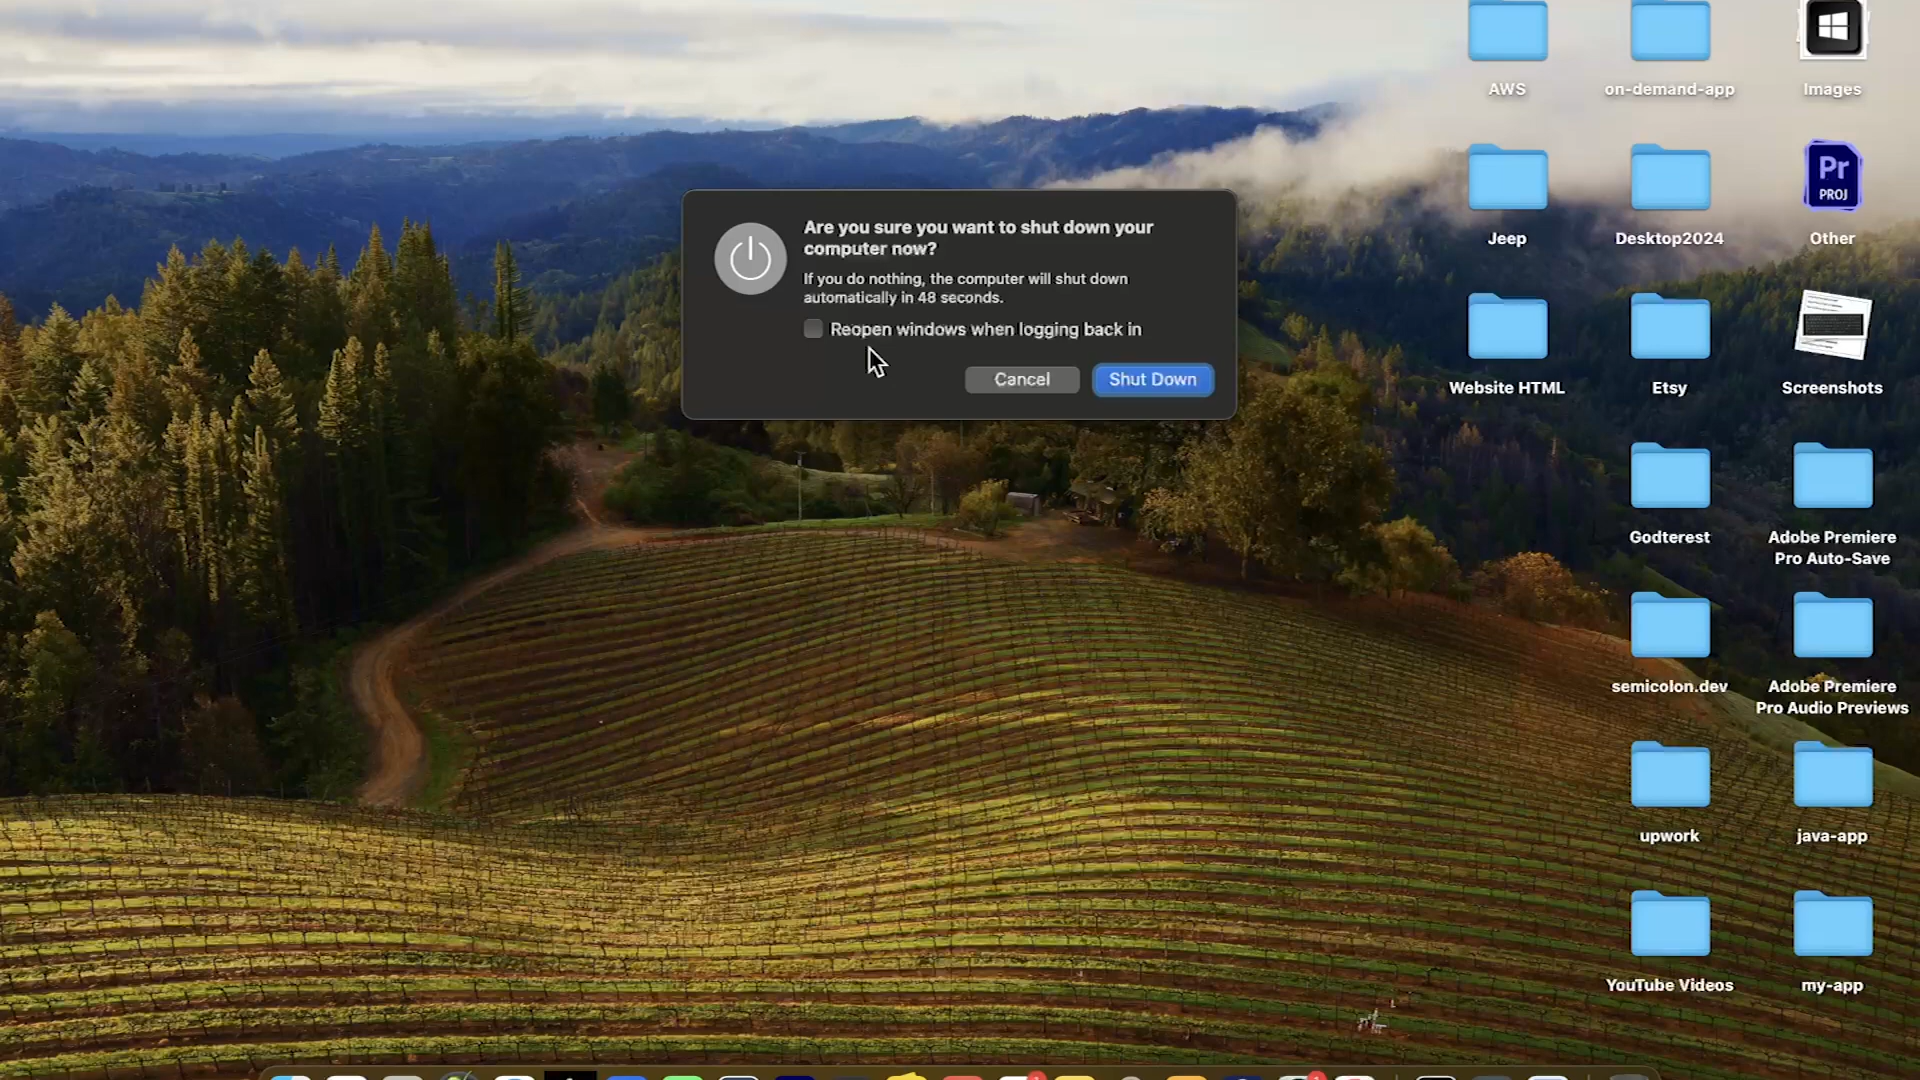 AWS
on-demand-app
Images
Are you sure you want to shut down your
computer now?
If you do nothing, the computer will shut down
automatically in 48 seconds.
Reopen windows when logging back in
Cancel
Shut Down
Pr
PROJ
Jeep
Desktop2024
Other
Website HTML
Etsy
Screenshots
Godterest
Adobe Premiere
Pro Auto-Save
semicolon.dev
Adobe Premiere
Pro Audio Previews
upwork
java-app
YouTube Videos
my-app